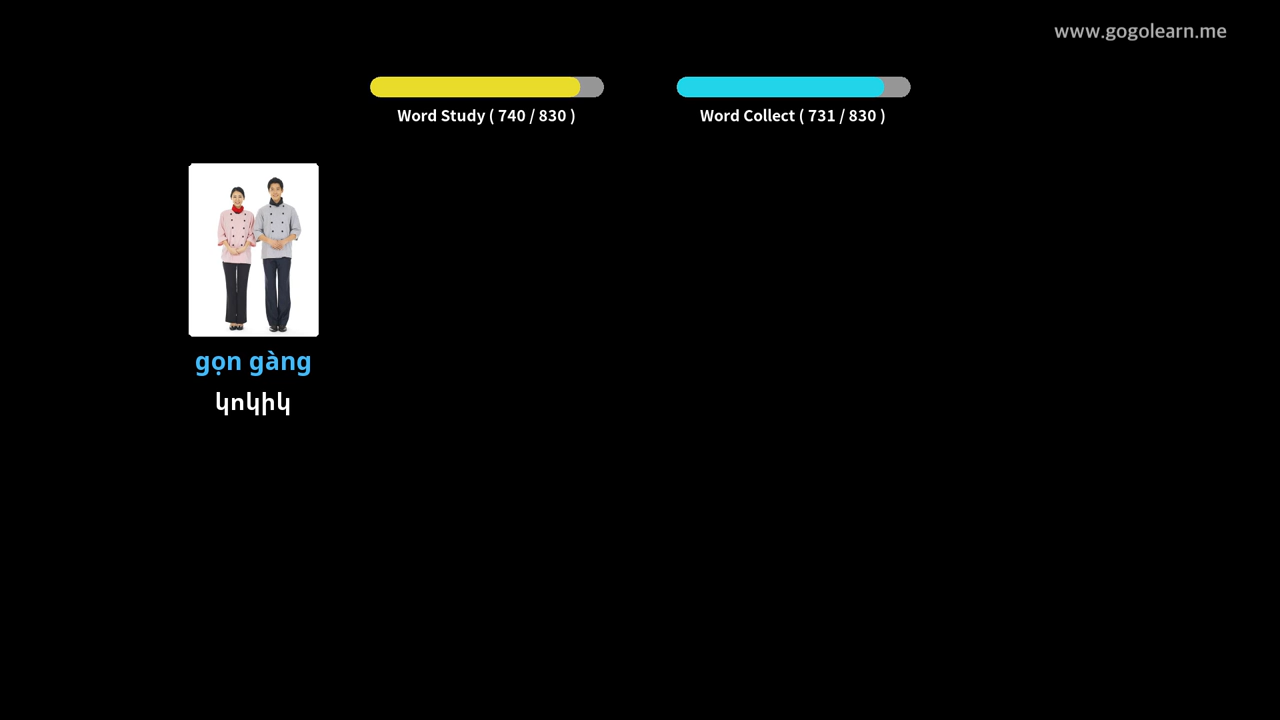 www.gogolearn.me
Word Study ( 740 / 830 )
Word Collect ( 731 / 830 )
gọn gàng
կոկիկ